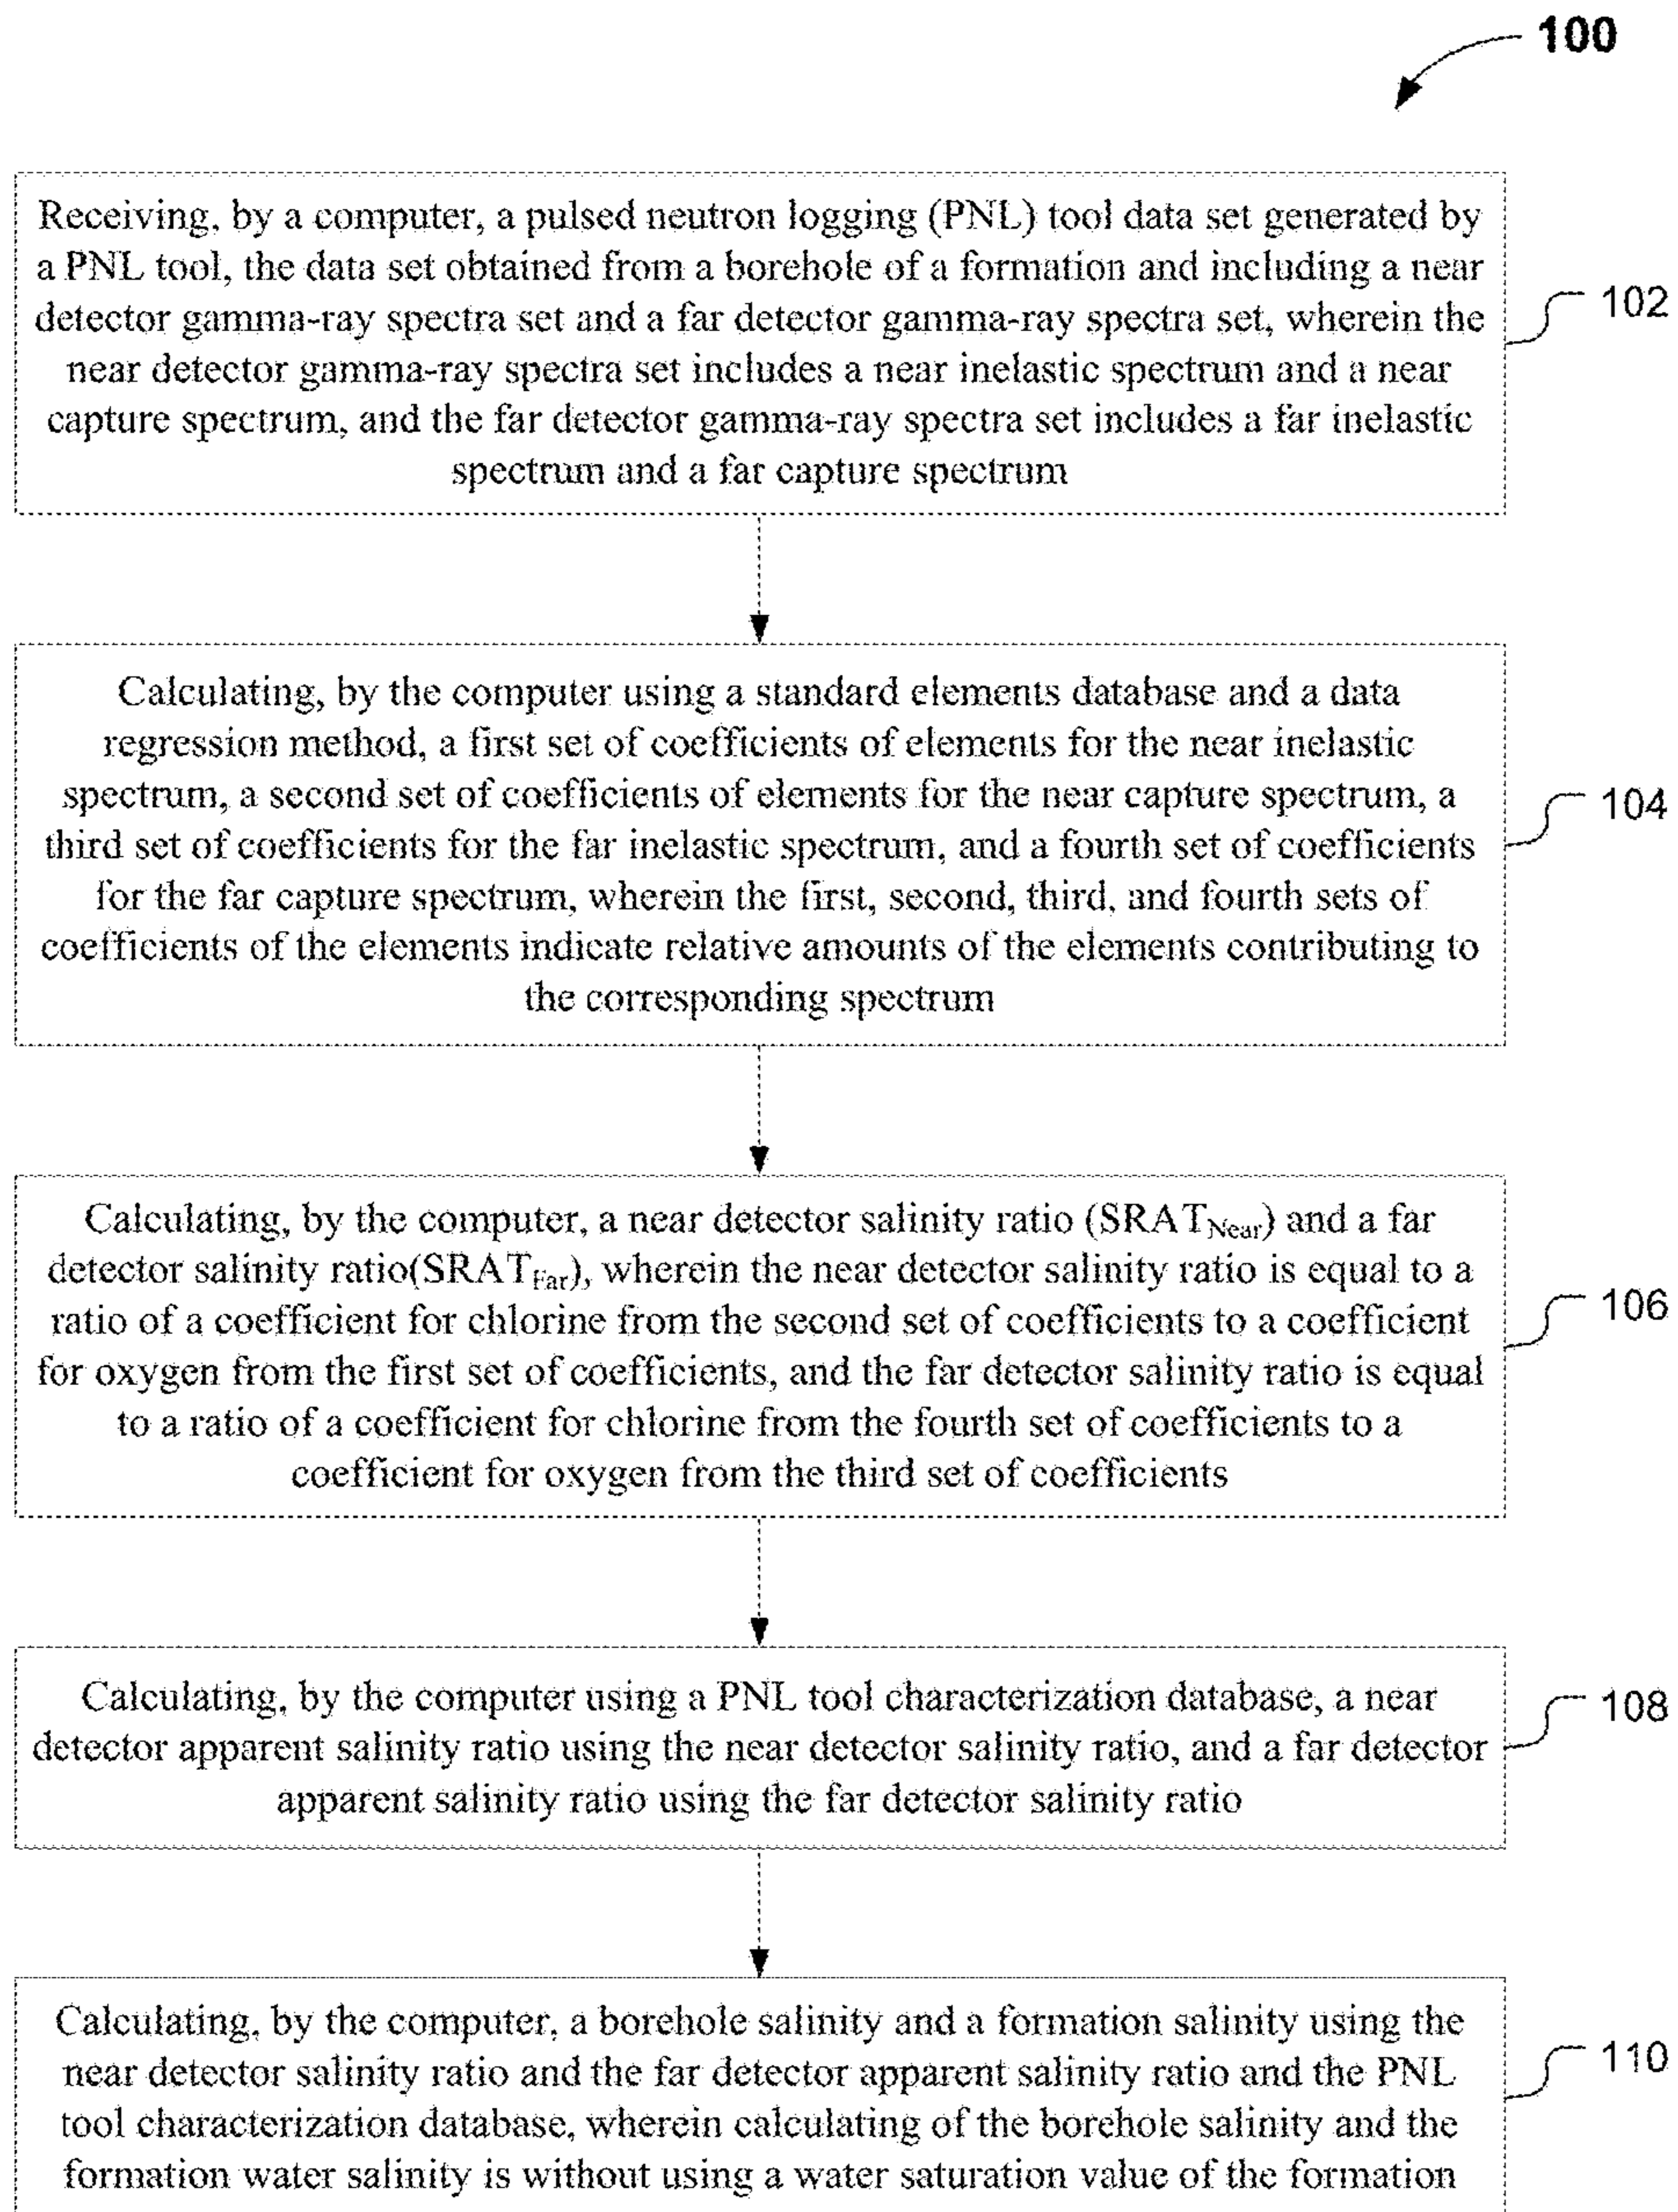 100
Receiving, by a computer, a pulsed neutron logging (PNL) tool data set generated by
a PNL tool, the data set obtained from a borehole of a formation and including a near
detector gamma-ray spectra set and a far detector gamma-ray spectra set, wherein the
near detector gamma-ray spectra set includes a near inelastic spectrum and a near
capture spectrum, and the far detector gamma-ray spectra set includes a far inelastic
spectrum and a far capture spectrum
102
Calculating, by the computer using a standard elements database and a data
regression method, a first set of coefficients of elements for the near inelastic
spectrum, a second set of coefficients of elements for the near capture spectrum, a
third set of coefficients for the far inelastic spectrum, and a fourth set of coefficients
for the far capture spectrum, wherein the first, second, third, and fourth sets of
coefficients of the elements indicate relative amounts of the elements contributing to
the corresponding spectrum
104
Calculating, by the computer, a near detector salinity ratio (SRATNear) and a far
detector salinity ratio(SRATFar), wherein the near detector salinity ratio is equal to a
ratio of a coefficient for chlorine from the second set of coefficients to a coefficient
for oxygen from the first set of coefficients, and the far detector salinity ratio is equal
to a ratio of a coefficient for chlorine from the fourth set of coefficients to a
coefficient for oxygen from the third set of coefficients
106
Calculating, by the computer using a PNL tool characterization database, a near
detector apparent salinity ratio using the near detector salinity ratio, and a far detector
apparent salinity ratio using the far detector salinity ratio
108
Calculating, by the computer, a borehole salinity and a formation salinity using the
near detector salinity ratio and the far detector apparent salinity ratio and the PNL
tool characterization database, wherein calculating of the borehole salinity and the
formation water salinity is without using a water saturation value of the formation
110